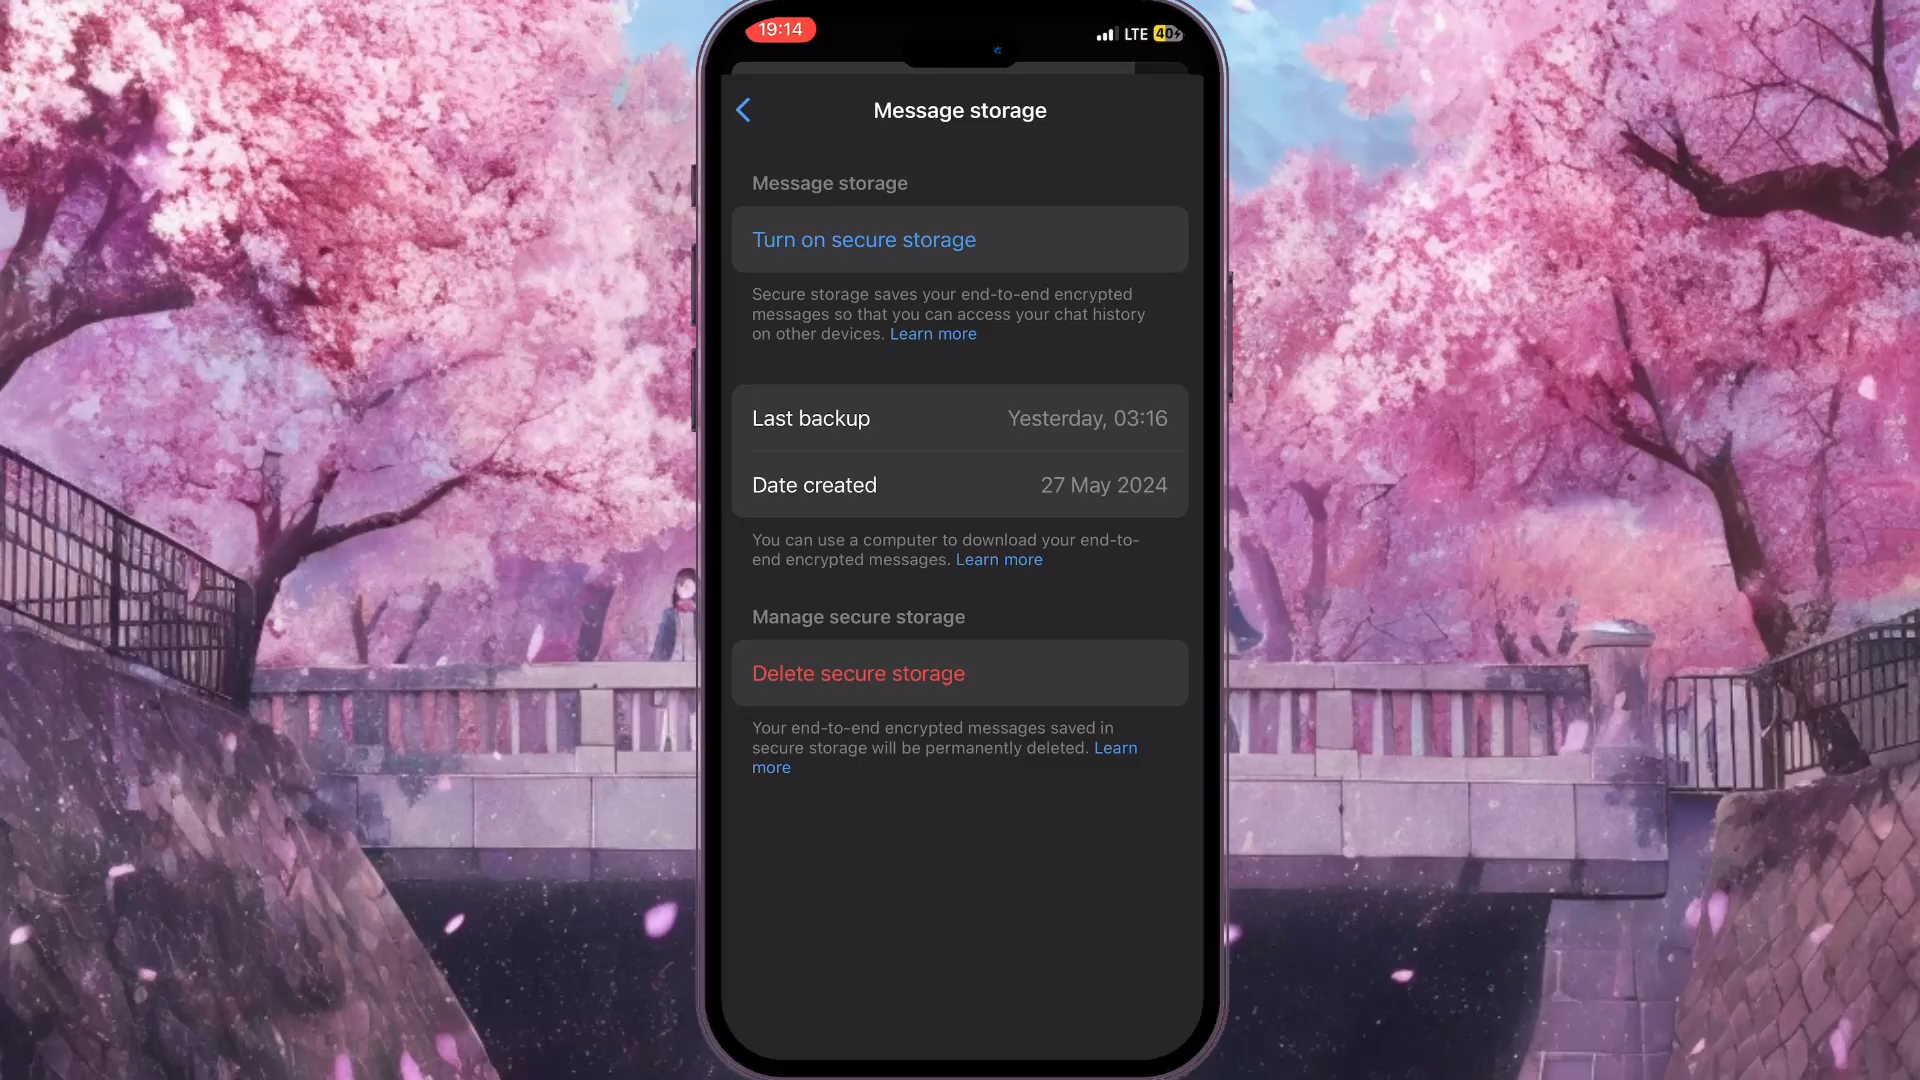 19:14
LTE 40
Message storage
Message storage
Turn on secure storage
Secure storage saves your end-to-end encrypted
messages so that you can access your chat history
on other devices. Learn more
Last backup Yesterday, 03:16
Date created 27 May 2024
You can use a computer to download your end-to-
end encrypted messages. Learn more
Manage secure storage
Delete secure storage
Your end-to-end encrypted messages saved in
secure storage will be permanently deleted. Learn
more